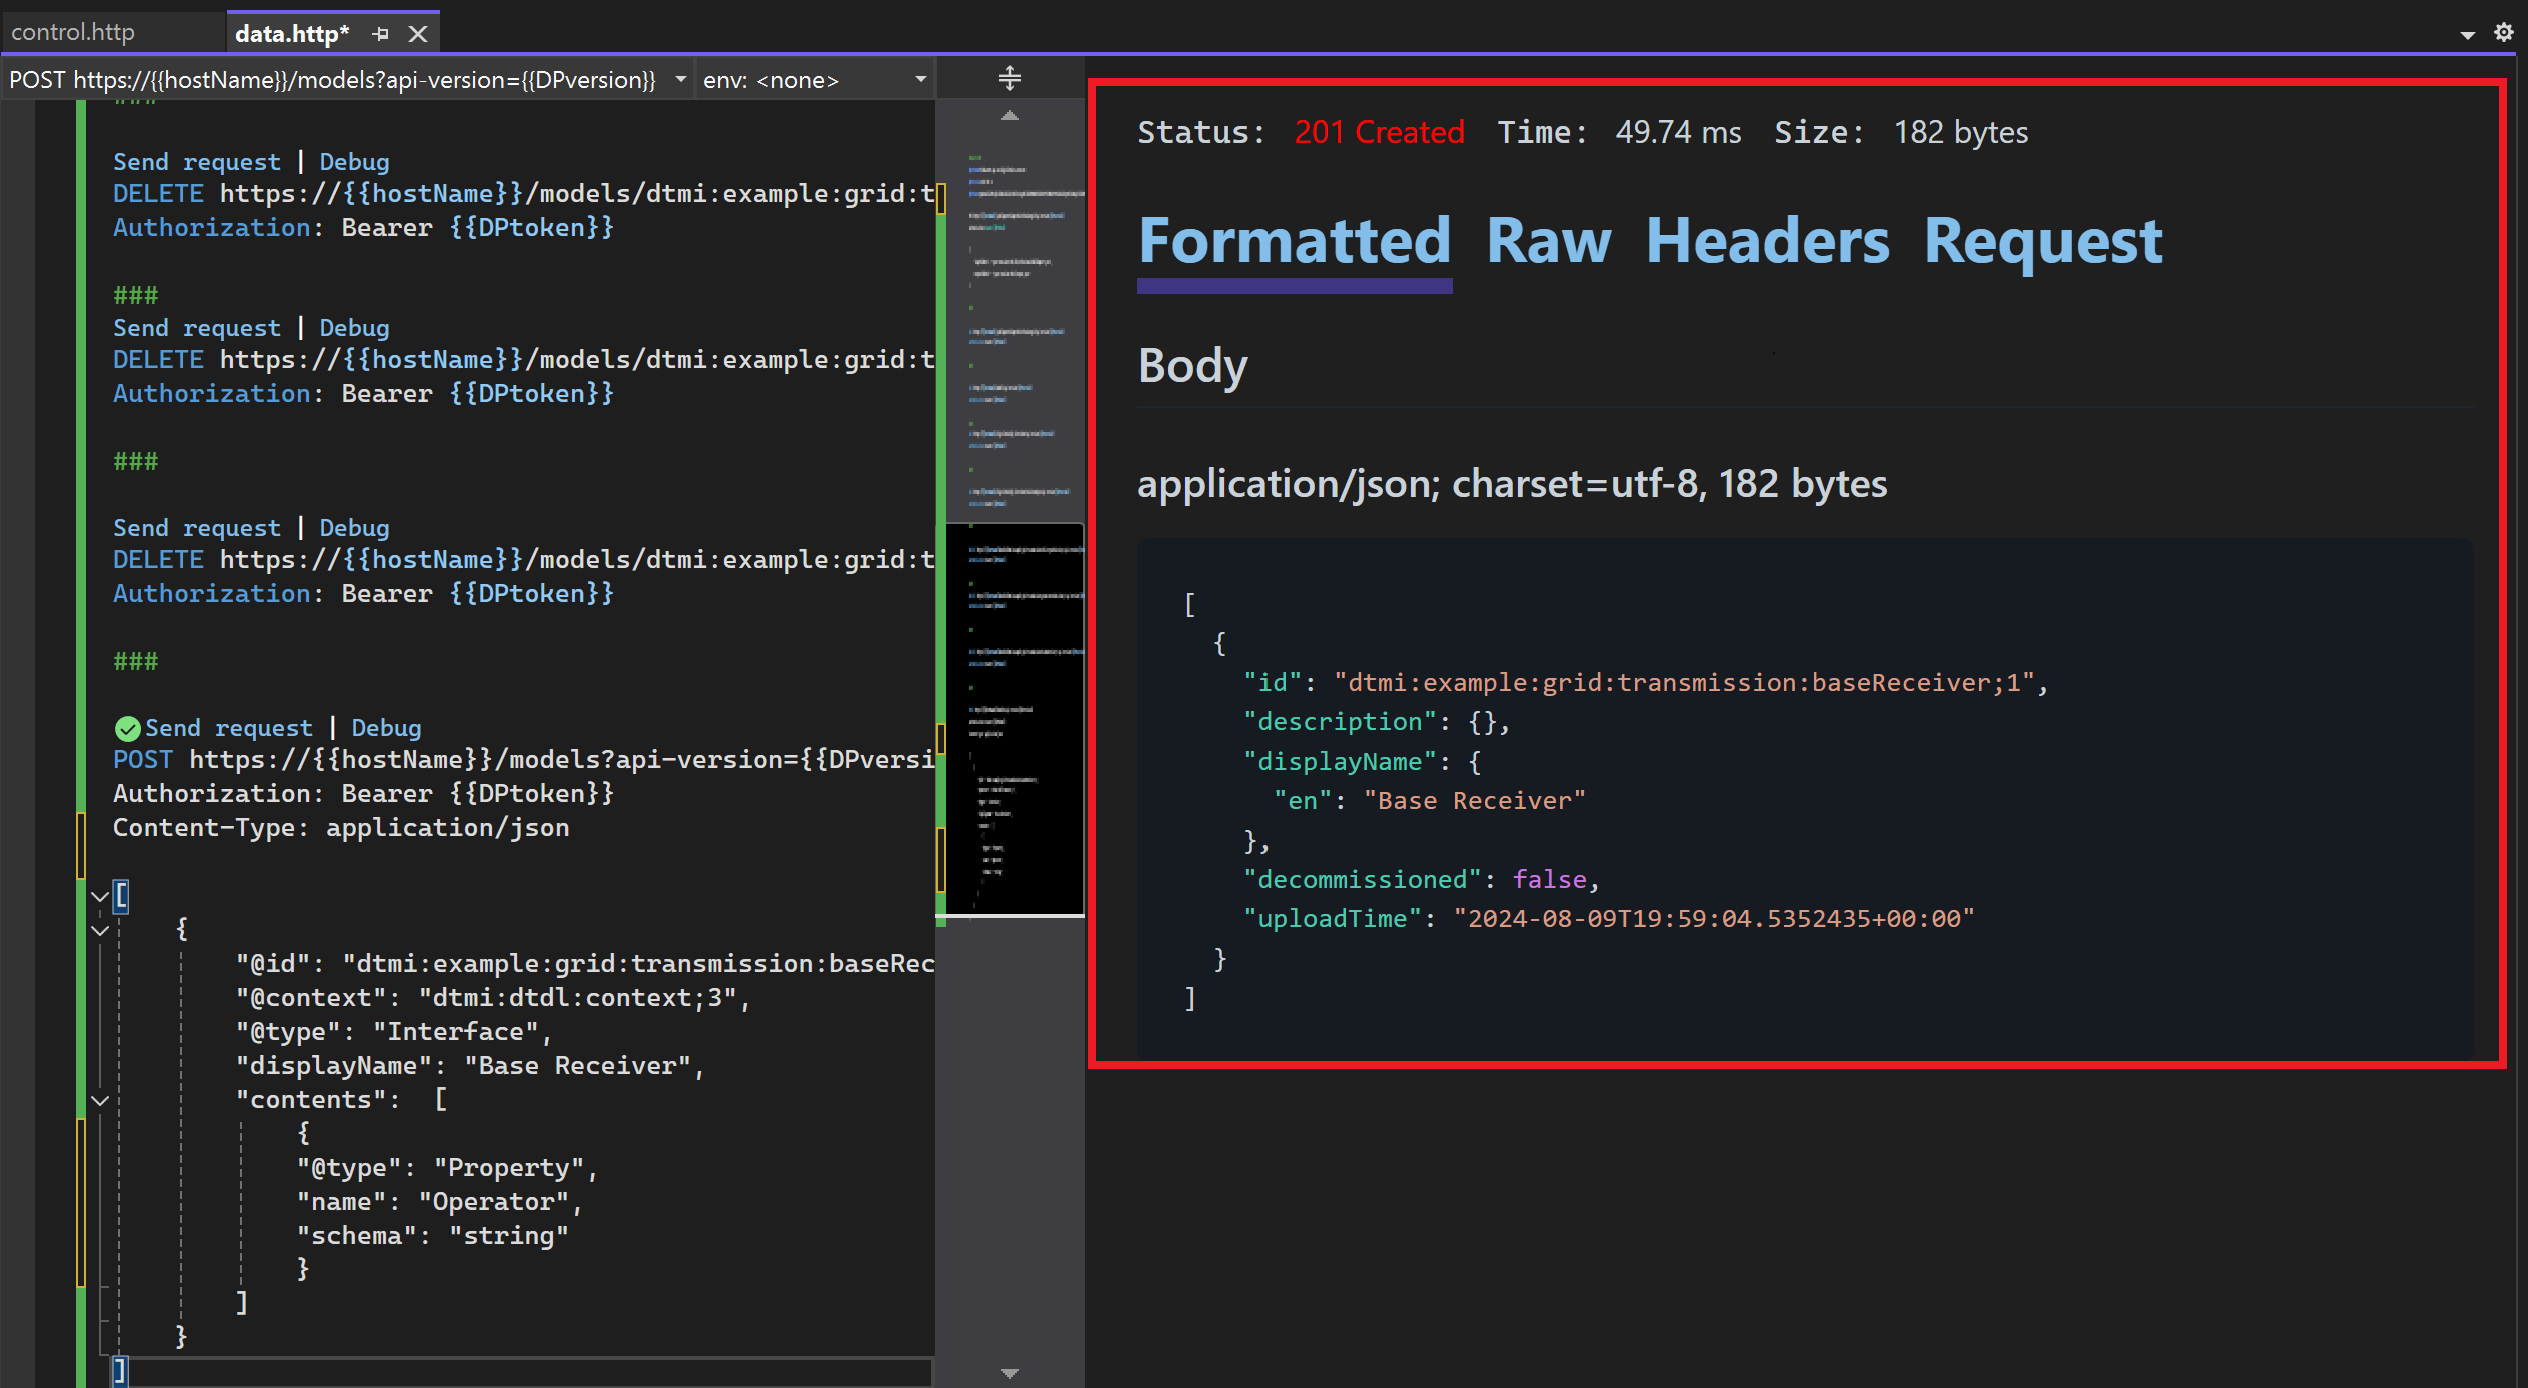 control.http
data.http*
POST https://{{hostName}}/models?api-version={{DPversion}}
env: <none>
Send request | Debug
DELETE https://{{hostName}}/models/dtmi:example:grid:t
Authorization: Bearer {{DPtoken}}
###
Send request | Debug
DELETE https://{{hostName}}/models/dtmi:example:grid:t
Authorization: Bearer {{DPtoken}}
###
Send request | Debug
DELETE https://{{hostName}}/models/dtmi:example:grid:t
Authorization: Bearer {{DPtoken}}
###
Send request | Debug
POST https://{{hostName}}/models?api-version={{DPversi
Authorization: Bearer {{DPtoken}}
Content-Type: application/json
[
{
"@id": "dtmi:example:grid:transmission:baseRec
"@context": "dtmi:dtdl:context;3",
"@type": "Interface",
"displayName": "Base Receiver",
"contents": [
{
"@type": "Property",
"name": "Operator",
"schema": "string"
}
]
}
]
Status: 201 Created Time: 49.74 ms Size: 182 bytes
Formatted Raw Headers Request
Body
application/json; charset=utf-8, 182 bytes
[
{
"id": "dtmi:example:grid:transmission:baseReceiver;1",
"description": {},
"displayName": {
"en": "Base Receiver"
},
"decommissioned": false,
"uploadTime": "2024-08-09T19:59:04.5352435+00:00"
}
]